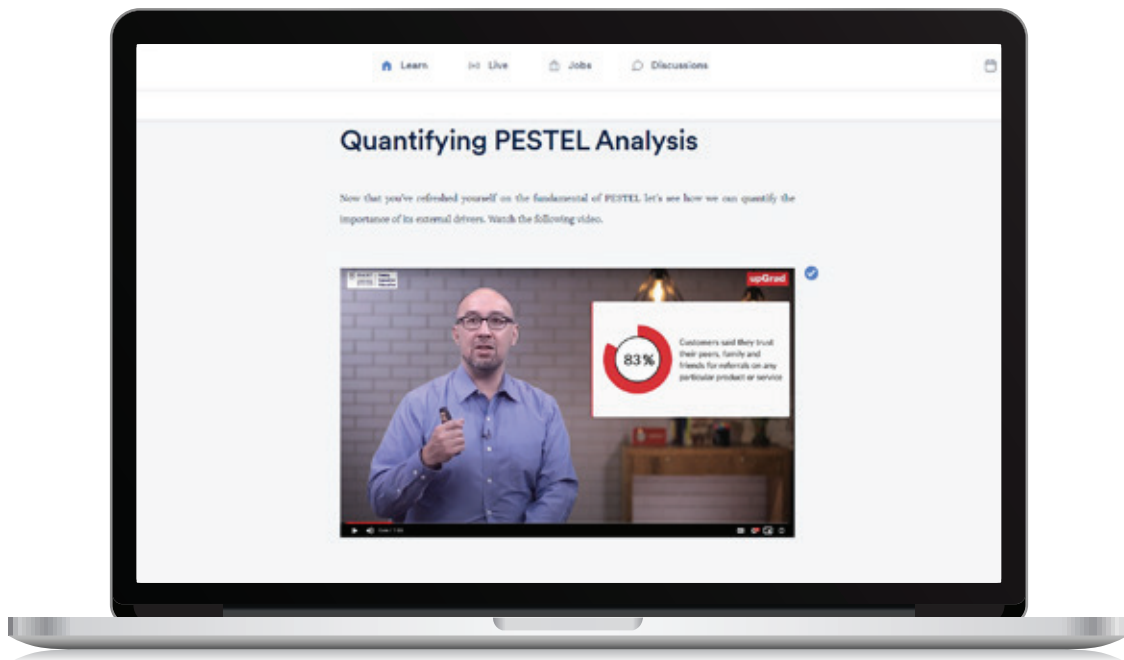 Learn
Live
Jobs
Discussions
Quantifying PESTEL Analysis
Now that you've refreshed yourself on the fundamental of PESTEL let's see how we can quantify the
importance of its external drivers. Watch the following video.
upGrad
83%
Customers said they trust
their peers, family and
friends for referrals on any
particular product or service